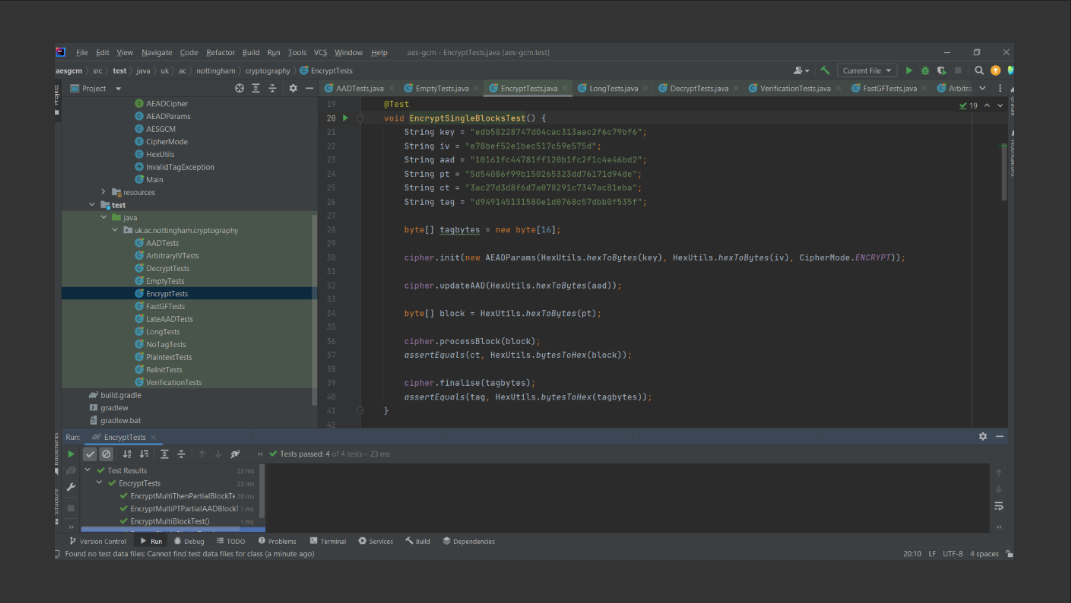 File Edit View Navigate Code Refactor Build Run Tools VCS Window Help aes-gcm - EncryptTests.java [aes-gcm.test]
aesgcm src test java uk ac nottingham cryptography EncryptTests Current File
Project AADTests.java EmptyTests.java EncryptTests.java LongTests.java DecryptTests.java VerificationTests.java FastGFTests.java
AEADCipher
AEADParams
AESGCM
CipherMode
HexUtils
InvalidTagException
Main
resources
test
java
uk.ac.nottingham.cryptography
AADTests
ArbitraryIVTests
DecryptTests
EmptyTests
EncryptTests
FastGFTests
LateAADTests
LongTests
NoTagTests
PlaintextTests
ReInitTests
VerificationTests
build.gradle
gradlew
gradlew.bat
19 @Test 19
20 void EncryptSingleBlocksTest() {
21 String key = "edb58228747d04cac313aac2f6c79bf6";
22 String iv = "e78bef52e1bec517c59e575d";
23 String aad = "10161fc44781ff120b1fc2f1c4e46bd2";
24 String pt = "5d54086f99b150265323dd76171d94de";
25 String ct = "3ac27d3d8f6d7a078291c7347ac81eba";
26 String tag = "d949145131580e1d0768c57dbb0f535f";
27
28 byte[] tagbytes = new byte[16];
29
30 cipher.init(new AEADParams(HexUtils.hexToBytes(key), HexUtils.hexToBytes(iv), CipherMode.ENCRYPT));
31
32 cipher.updateAAD(HexUtils.hexToBytes(aad));
33
34 byte[] block = HexUtils.hexToBytes(pt);
35
36 cipher.processBlock(block);
37 assertEquals(ct, HexUtils.bytesToHex(block));
38
39 cipher.finalise(tagbytes);
40 assertEquals(tag, HexUtils.bytesToHex(tagbytes));
41 }
42
Run: EncryptTests
Tests passed: 4 of 4 tests – 23 ms
Test Results 23 ms
EncryptTests 23 ms
EncryptMultiThenPartialBlockTe 20 ms
EncryptMultiPTPartialAADBlockT 1 ms
EncryptMultiBlockTest() 1 ms
Version Control Run Debug TODO Problems Terminal Services Build Dependencies
Found no test data files: Cannot find test data files for class (a minute ago) 20:10 LF UTF-8 4 spaces